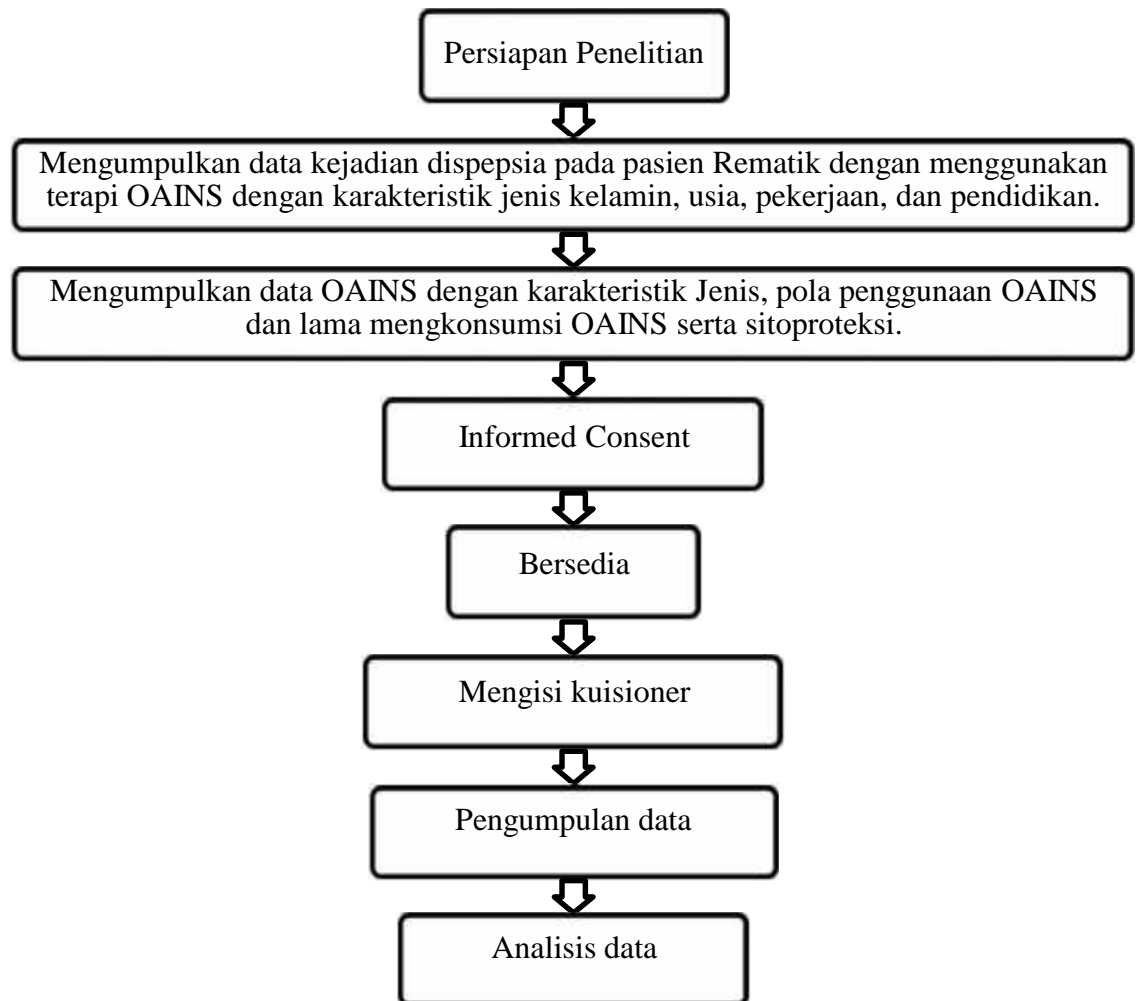 Persiapan Penelitian
Mengumpulkan data kejadian dispepsia pada pasien Rematik dengan menggunakan
terapi OAINS dengan karakteristik jenis kelamin, usia, pekerjaan, dan pendidikan.
Mengumpulkan data OAINS dengan karakteristik Jenis, pola penggunaan OAINS
dan lama mengkonsumsi OAINS serta sitoproteksi.
Informed Consent
Bersedia
Mengisi kuisioner
Pengumpulan data
Analisis data